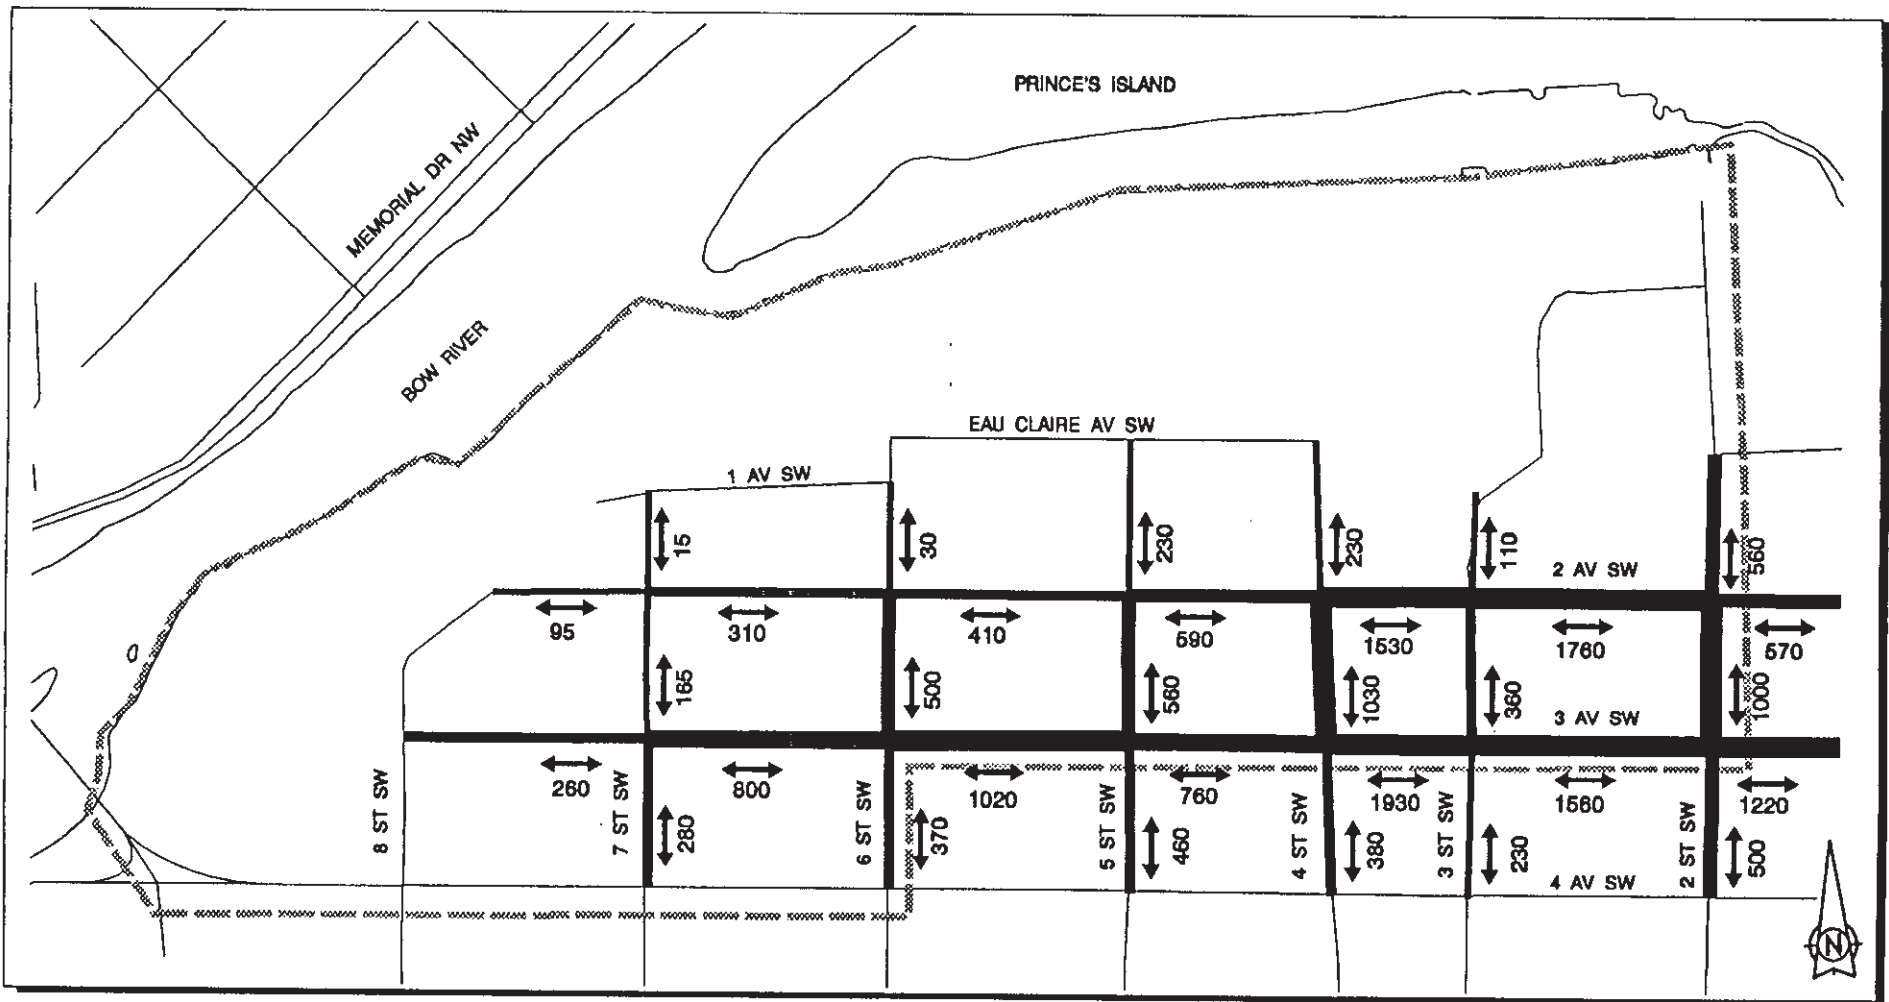 PRINCE'S ISLAND
MEMORIAL DR NW
BOW RIVER
EAU CLAIRE AV SW
1 AV SW
15
30
230
230
110
560
2 AV SW
95
310
410
590
1530
1760
570
165
500
560
1030
360
1000
3 AV SW
260
800
1020
760
1930
1560
1220
8 ST SW
7 ST SW
280
6 ST SW
370
5 ST SW
460
4 ST SW
380
3 ST SW
230
2 ST SW
500
4 AV SW
N